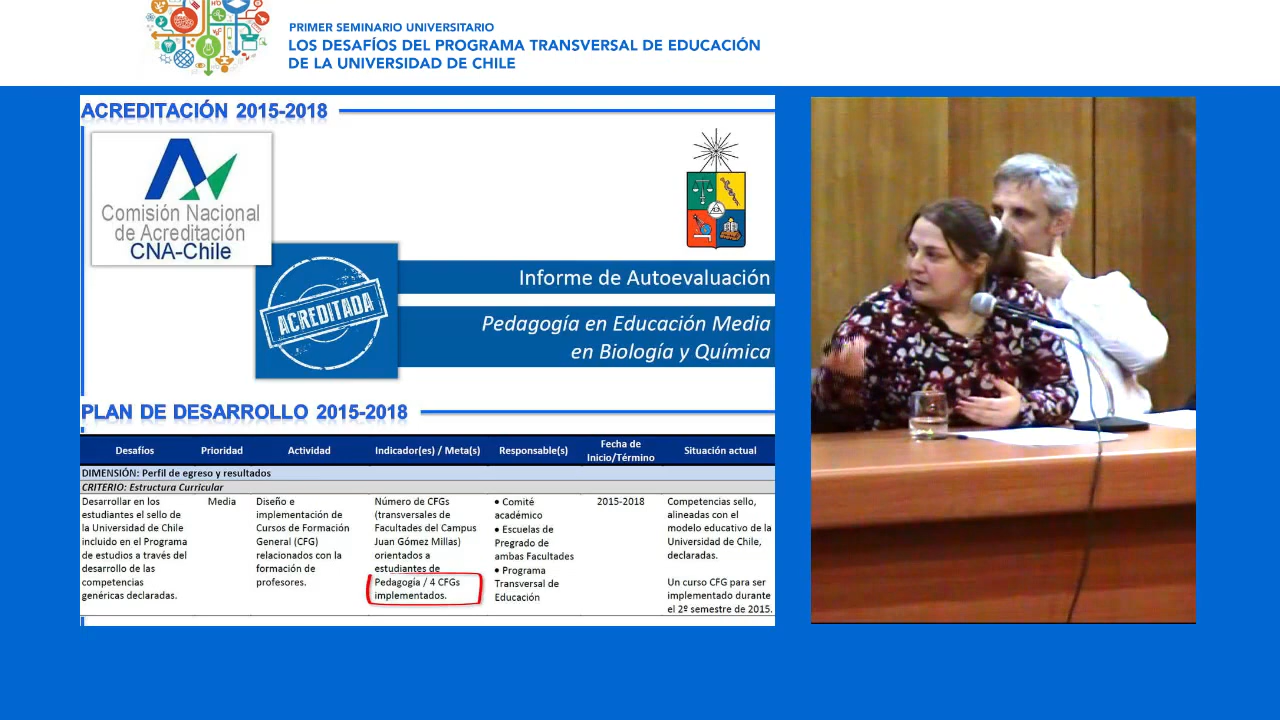 PRIMER SEMINARIO UNIVERSITARIO
LOS DESAFÍOS DEL PROGRAMA TRANSVERSAL DE EDUCACIÓN
DE LA UNIVERSIDAD DE CHILE
ACREDITACIÓN 2015-2018
Comisión Nacional
de Acreditación
CNA-Chile
ACREDITADA
Informe de Autoevaluación
Pedagogía en Educación Media
en Biología y Química
PLAN DE DESARROLLO 2015-2018
Desafíos Prioridad Actividad Indicador(es) / Meta(s) Responsable(s) Fecha de Inicio/Término Situación actual
DIMENSIÓN: Perfil de egreso y resultados
CRITERIO: Estructura Curricular
Desarrollar en los
estudiantes el sello de
la Universidad de Chile
incluido en el Programa
de estudios a través del
desarrollo de las
competencias
genéricas declaradas.
Media
Diseño e
implementación de
Cursos de Formación
General (CFG)
relacionados con la
formación de
profesores.
Número de CFGs
(transversales de
Facultades del Campus
Juan Gómez Millas)
orientados a
estudiantes de
Pedagogía / 4 CFGs
implementados.
• Comité
académico
• Escuelas de
Pregrado de
ambas Facultades
• Programa
Transversal de
Educación
2015-2018
Competencias sello,
alineadas con el
modelo educativo de la
Universidad de Chile,
declaradas.
Un curso CFG para ser
implementado durante
el 2º semestre de 2015.